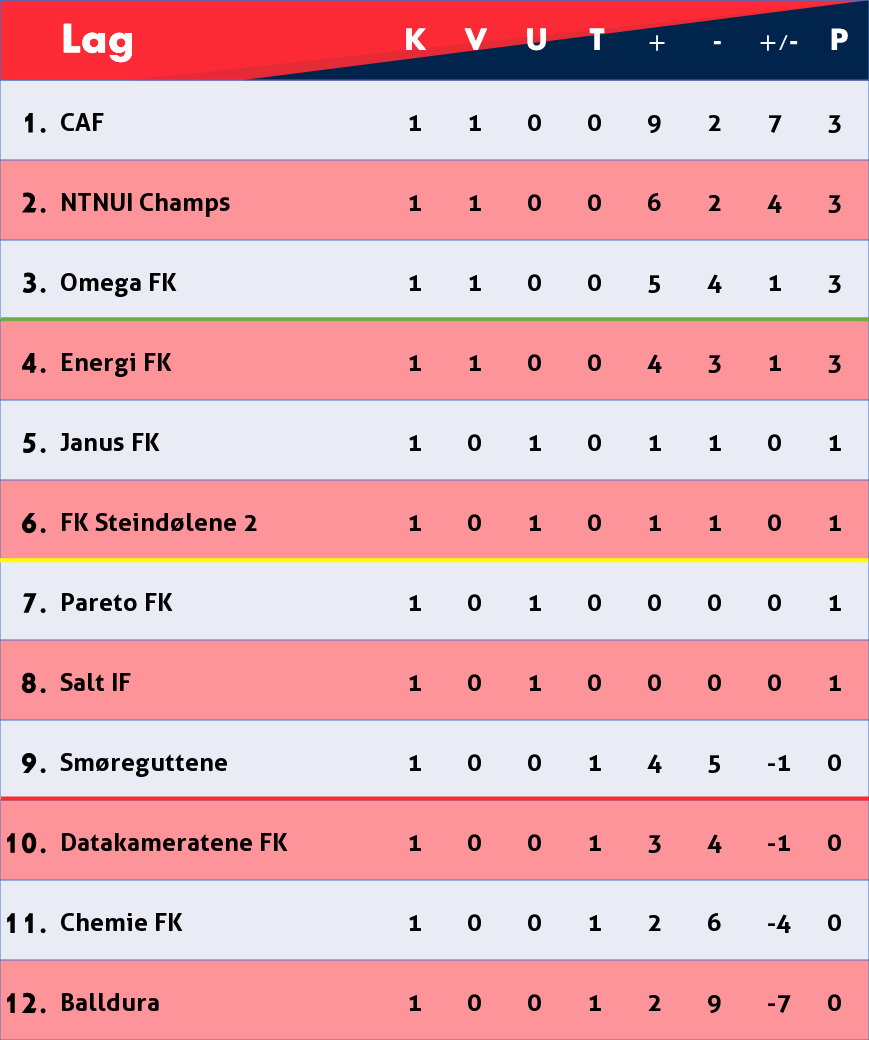 Lag K V U T + - +/- P
1. CAF 1 1 0 0 9 2 7 3
2. NTNUI Champs 1 1 0 0 6 2 4 3
3. Omega FK 1 1 0 0 5 4 1 3
4. Energi FK 1 1 0 0 4 3 1 3
5. Janus FK 1 0 1 0 1 1 0 1
6. FK Steindølene 2 1 0 1 0 1 1 0 1
7. Pareto FK 1 0 1 0 0 0 0 1
8. Salt IF 1 0 1 0 0 0 0 1
9. Smøreguttene 1 0 0 1 4 5 -1 0
10. Datakameratene FK 1 0 0 1 3 4 -1 0
11. Chemie FK 1 0 0 1 2 6 -4 0
12. Balldura 1 0 0 1 2 9 -7 0